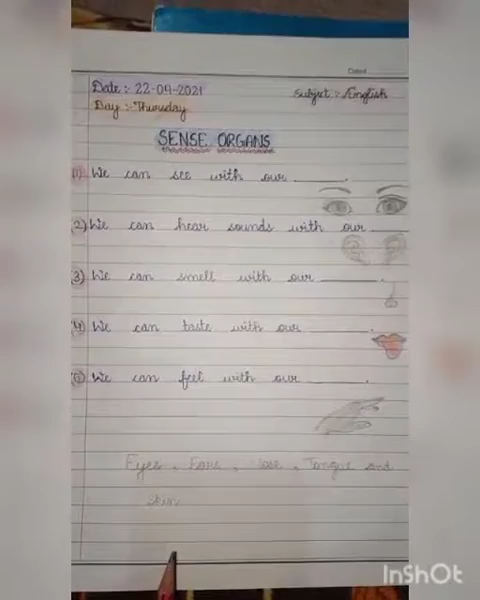 Date :- 22-04-2021
Subject :- English
Day :- Thursday
SENSE ORGANS
(1) We can see with our ______.
(2) We can hear sounds with our ______
(3) We can smell with our ______.
(4) We can taste with our ______.
(5) We can feel with our ______.
Eyes, Ears, Nose, Tongue and
Skin
InShOt